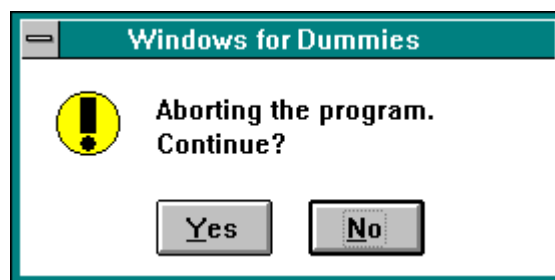 Windows for Dummies
Aborting the program.
Continue?
Yes
No